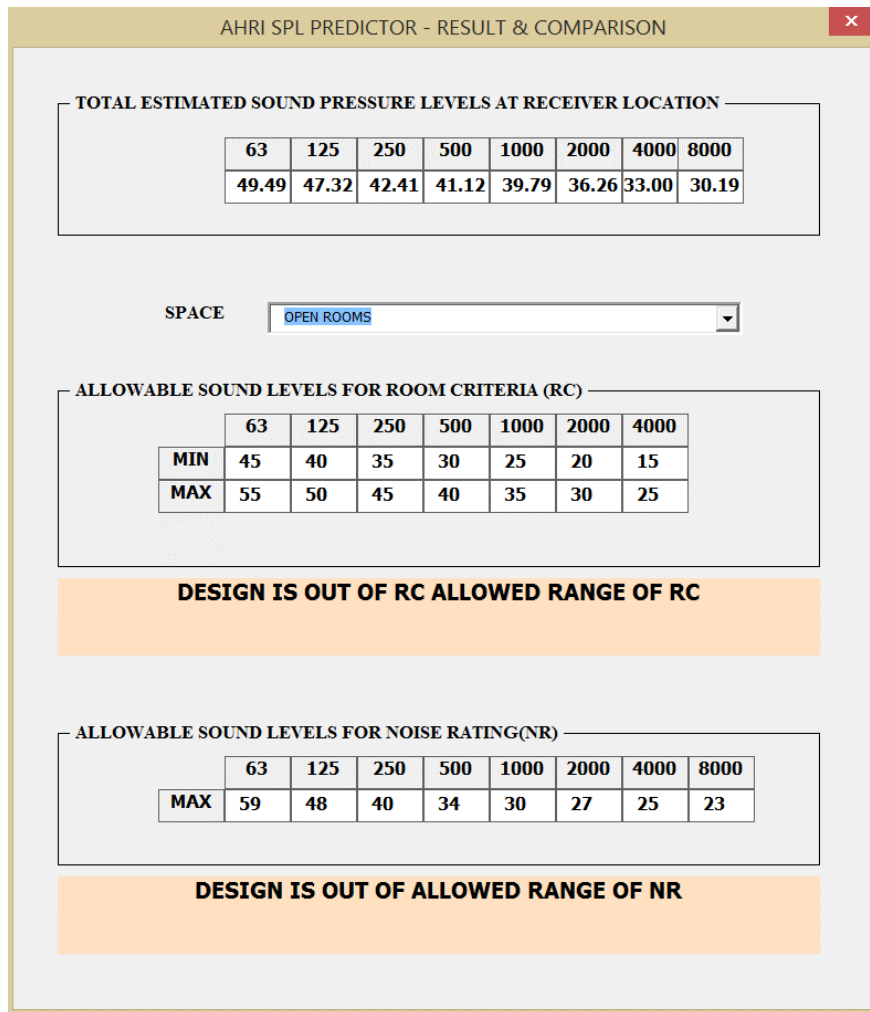 AHRI SPL PREDICTOR - RESULT & COMPARISON
x
TOTAL ESTIMATED SOUND PRESSURE LEVELS AT RECEIVER LOCATION
63 125 250 500 1000 2000 4000 8000
49.49 47.32 42.41 41.12 39.79 36.26 33.00 30.19
SPACE OPEN ROOMS
ALLOWABLE SOUND LEVELS FOR ROOM CRITERIA (RC)
63 125 250 500 1000 2000 4000
MIN 45 40 35 30 25 20 15
MAX 55 50 45 40 35 30 25
DESIGN IS OUT OF RC ALLOWED RANGE OF RC
ALLOWABLE SOUND LEVELS FOR NOISE RATING(NR)
63 125 250 500 1000 2000 4000 8000
MAX 59 48 40 34 30 27 25 23
DESIGN IS OUT OF ALLOWED RANGE OF NR